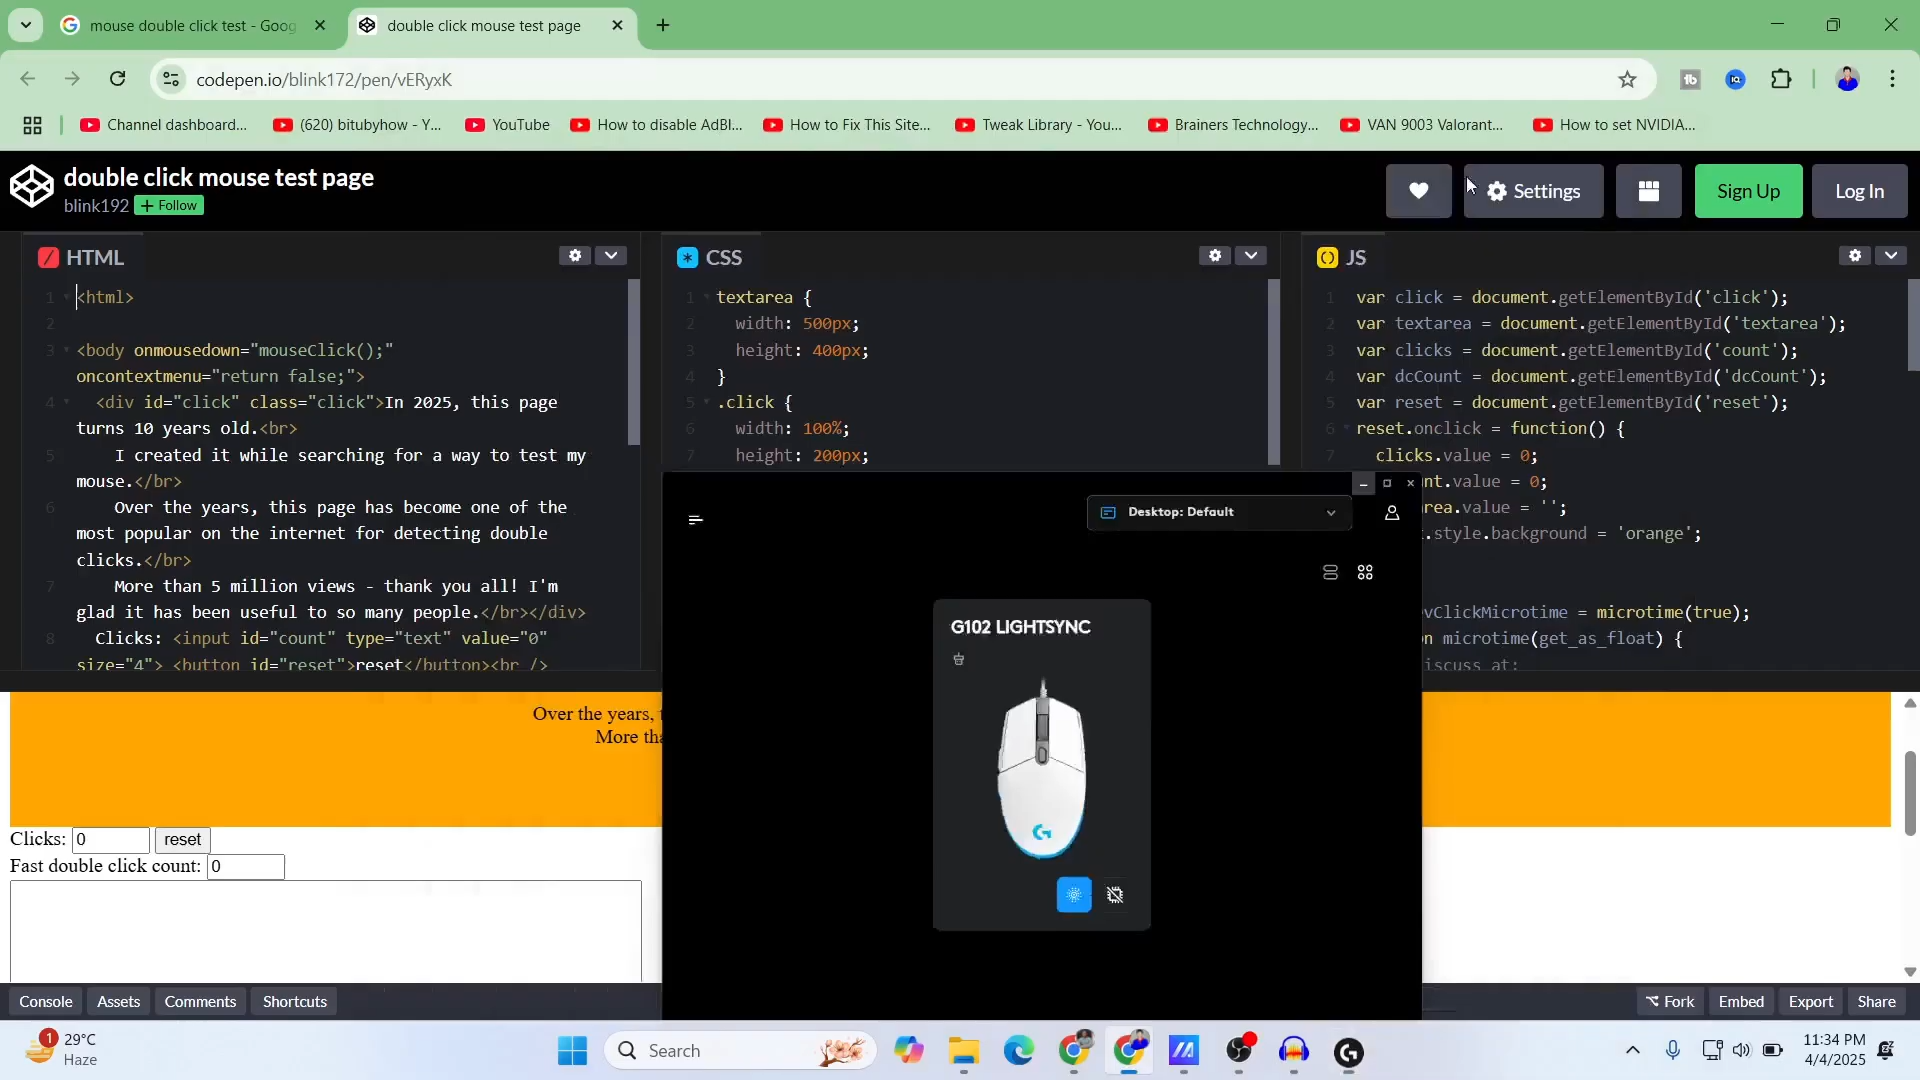 mouse double click test - Goog
double click mouse test page
codepen.io/blink172/pen/vERyxK
Channel dashboard...
(620) bitubyhow - Y...
YouTube
How to disable AdBl...
How to Fix This Site...
Tweak Library - You...
Brainers Technology...
VAN 9003 Valorant...
How to set NVIDIA...
double click mouse test page
blink192
+ Follow
Settings
Sign Up
Log In
HTML
1 <html>
2
3 <body onmousedown="mouseClick();"
oncontextmenu="return false;">
4 <div id="click" class="click">In 2025, this page
turns 10 years old.<br>
5 I created it while searching for a way to test my
mouse.</br>
6 Over the years, this page has become one of the
most popular on the internet for detecting double
clicks.</br>
7 More than 5 million views - thank you all! I'm
glad it has been useful to so many people.</br></div>
8 Clicks: <input id="count" type="text" value="0"
size="4"> <button id="reset">reset</button><br />
CSS
1 textarea {
2 width: 500px;
3 height: 400px;
4 }
5 .click {
6 width: 100%;
7 height: 200px;
JS
1 var click = document.getElementById('click');
2 var textarea = document.getElementById('textarea');
3 var clicks = document.getElementById('count');
4 var dcCount = document.getElementById('dcCount');
5 var reset = document.getElementById('reset');
6 reset.onclick = function() {
7 clicks.value = 0;
nt.value = 0;
rea.value = '';
.style.background = 'orange';
vClickMicrotime = microtime(true);
n microtime(get_as_float) {
iscuss at:
Desktop: Default
G102 LIGHTSYNC
Over the years, t
More tha
Clicks: 0 reset
Fast double click count: 0
Console
Assets
Comments
Shortcuts
Fork
Embed
Export
Share
1
29°C
Haze
Search
11:34 PM
4/4/2025